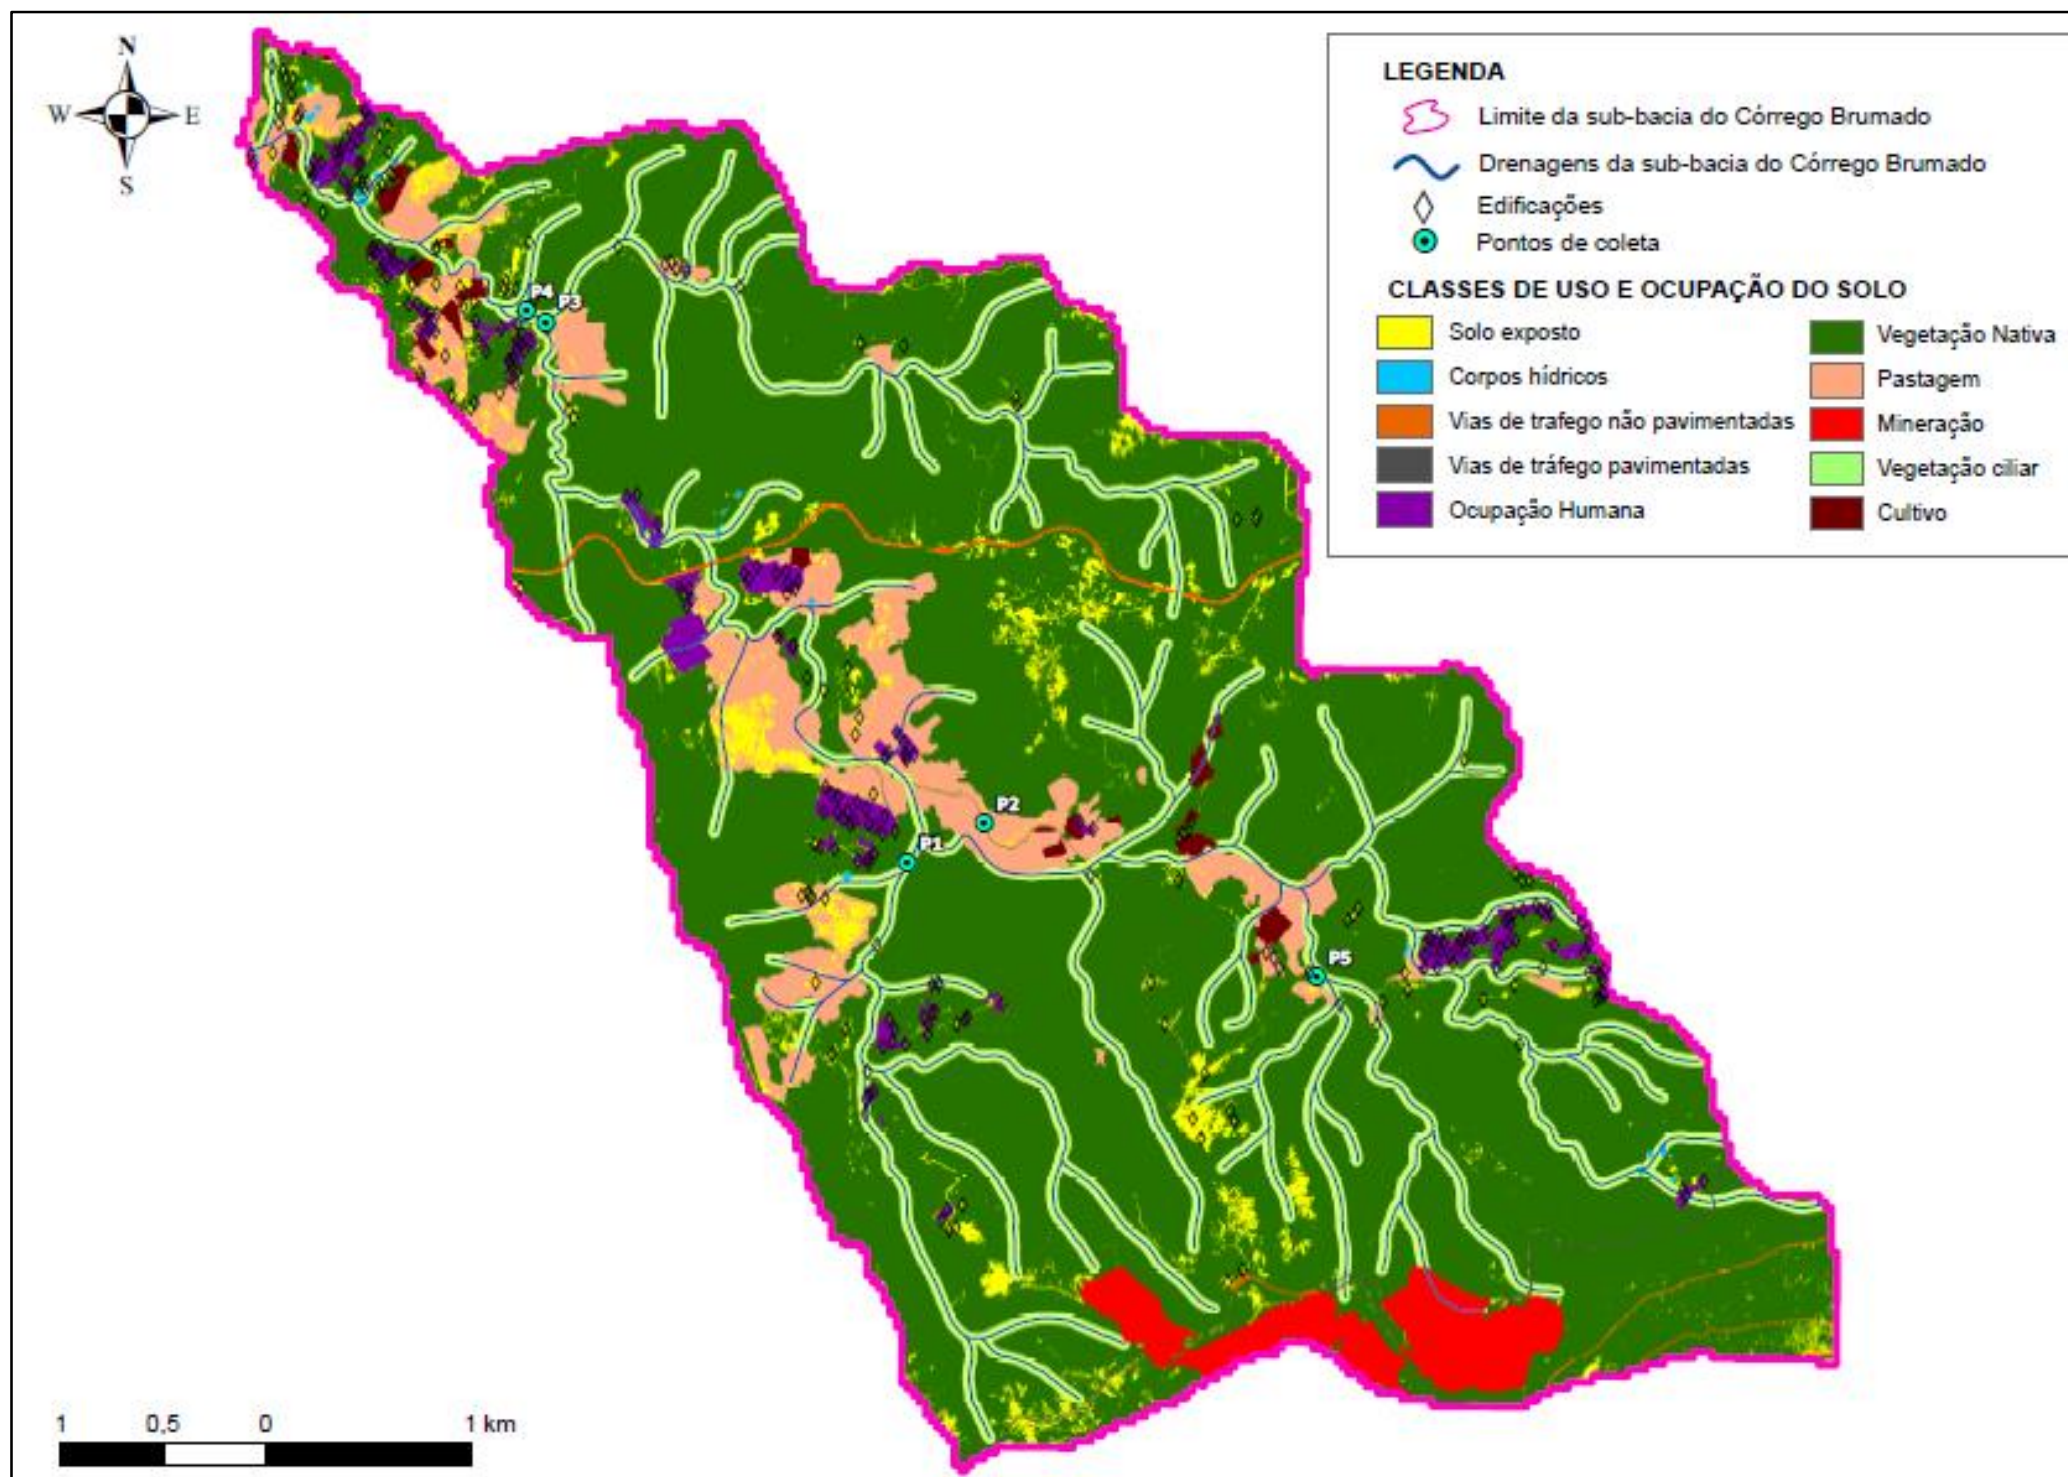 N
W E
S
LEGENDA
Limite da sub-bacia do Córrego Brumado
Drenagens da sub-bacia do Córrego Brumado
Edificações
Pontos de coleta
CLASSES DE USO E OCUPAÇÃO DO SOLO
Solo exposto
Corpos hídricos
Vias de trafego não pavimentadas
Vias de tráfego pavimentadas
Ocupação Humana
Vegetação Nativa
Pastagem
Mineração
Vegetação ciliar
Cultivo
P4
P3
P2
P1
P5
1 0,5 0 1 km